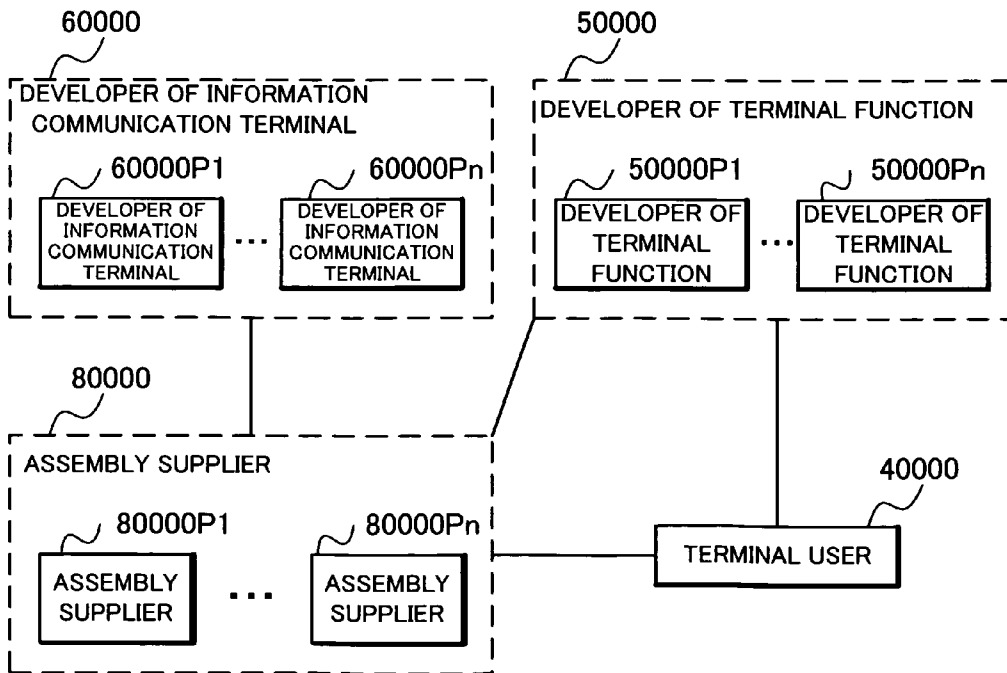 60000
DEVELOPER OF INFORMATION
COMMUNICATION TERMINAL
60000P1
DEVELOPER OF
INFORMATION
COMMUNICATION
TERMINAL
...
60000Pn
DEVELOPER OF
INFORMATION
COMMUNICATION
TERMINAL
50000
DEVELOPER OF TERMINAL FUNCTION
50000P1
DEVELOPER OF
TERMINAL
FUNCTION
...
50000Pn
DEVELOPER OF
TERMINAL
FUNCTION
80000
ASSEMBLY SUPPLIER
80000P1
ASSEMBLY
SUPPLIER
...
80000Pn
ASSEMBLY
SUPPLIER
40000
TERMINAL USER